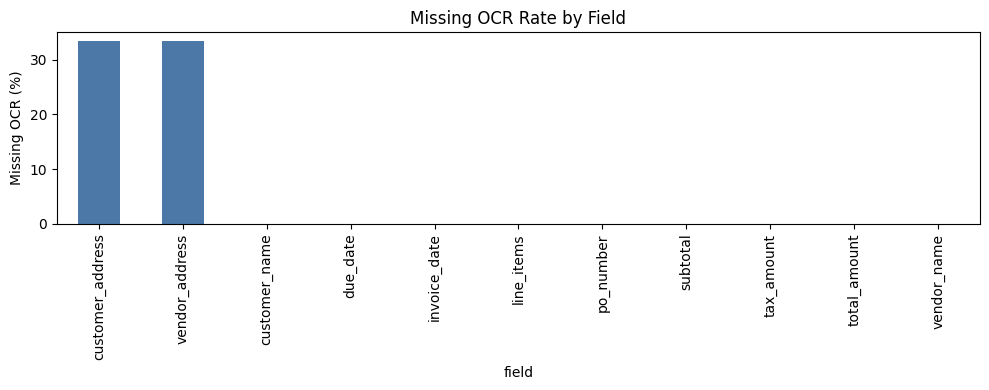 Missing OCR Rate by Field
Missing OCR (%)
30
20
10
0
customer_address
vendor_address
customer_name
due_date
invoice_date
line_items
po_number
subtotal
tax_amount
total_amount
vendor_name
field